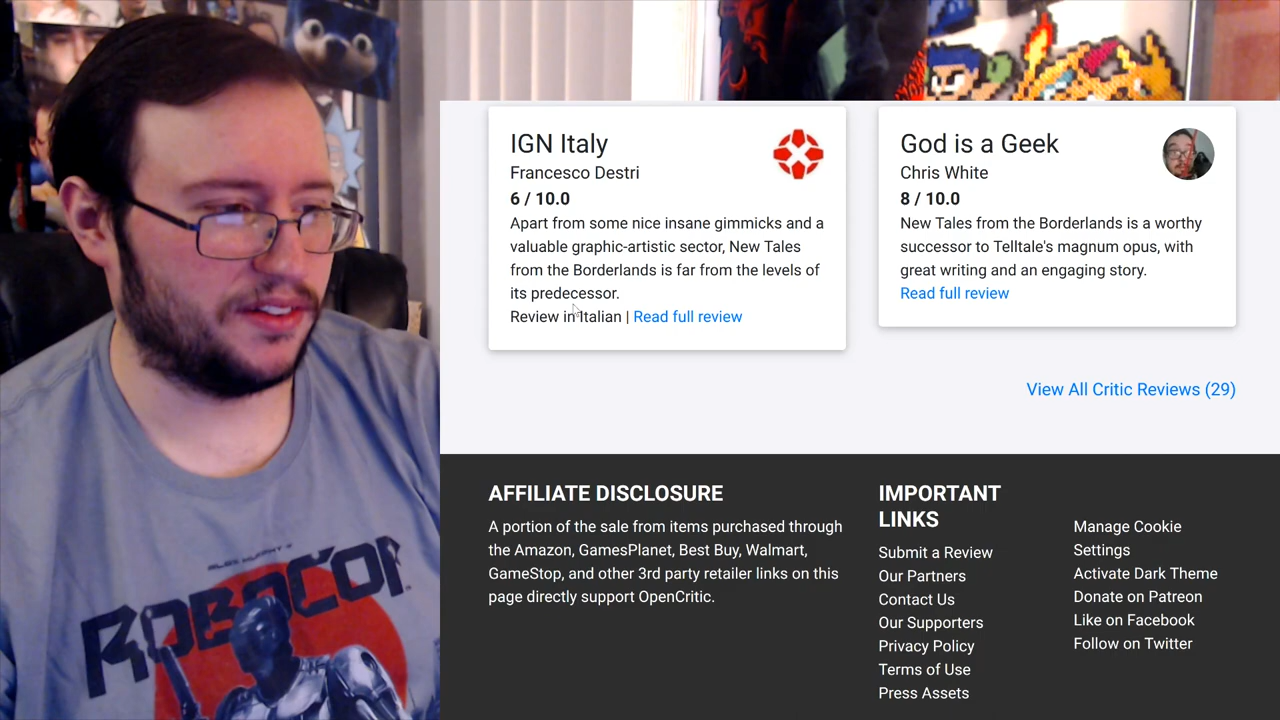 IGN Italy
Francesco Destri
6 / 10.0
Apart from some nice insane gimmicks and a
valuable graphic-artistic sector, New Tales
from the Borderlands is far from the levels of
its predecessor.
Review in Italian | Read full review
God is a Geek
Chris White
8 / 10.0
New Tales from the Borderlands is a worthy
successor to Telltale's magnum opus, with
great writing and an engaging story.
Read full review
View All Critic Reviews (29)
AFFILIATE DISCLOSURE
A portion of the sale from items purchased through
the Amazon, GamesPlanet, Best Buy, Walmart,
GameStop, and other 3rd party retailer links on this
page directly support OpenCritic.
IMPORTANT
LINKS
Submit a Review
Our Partners
Contact Us
Our Supporters
Privacy Policy
Terms of Use
Press Assets
Manage Cookie
Settings
Activate Dark Theme
Donate on Patreon
Like on Facebook
Follow on Twitter
ALEX MURPHY IS
ROBOCOP